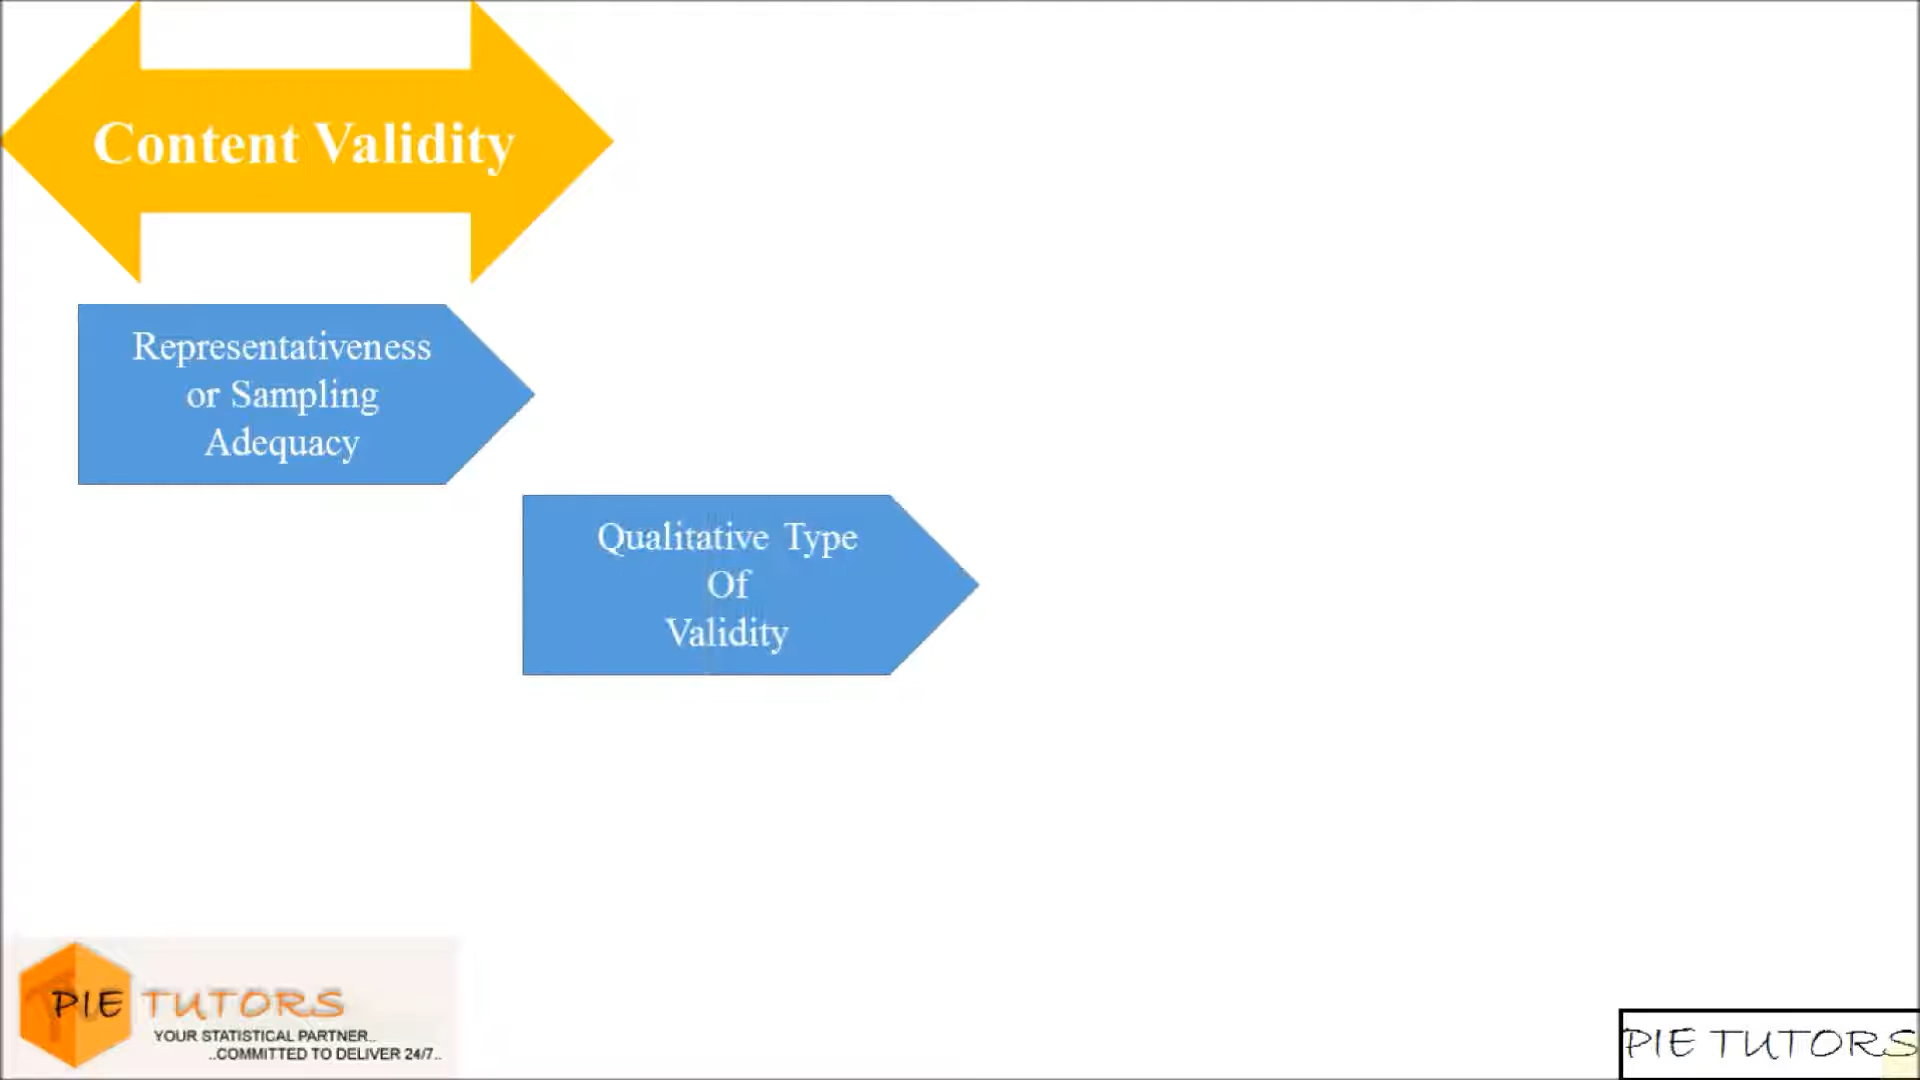 Content Validity
Representativeness
or Sampling
Adequacy
Qualitative Type
Of
Validity
PIE TUTORS
YOUR STATISTICAL PARTNER..
..COMMITTED TO DELIVER 24/7..
PIE TUTORS